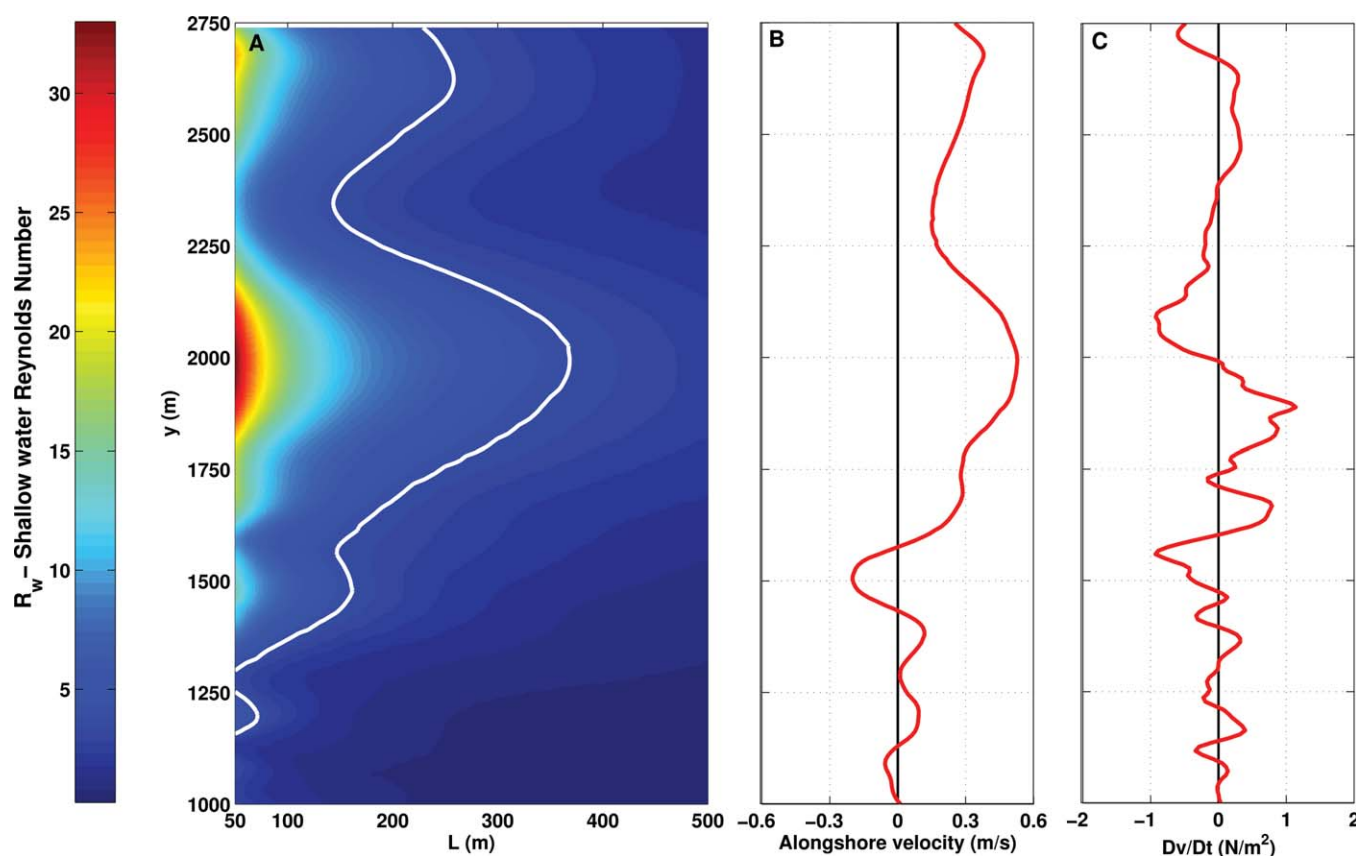 R_w – Shallow water Reynolds Number
30
25
20
15
10
5
A
y (m)
2750
2500
2250
2000
1750
1500
1250
1000
50 100 200 300 400 500
L (m)
B
−0.6 −0.3 0 0.3 0.6
Alongshore velocity (m/s)
C
−2 −1 0 1 2
Dv/Dt (N/m²)